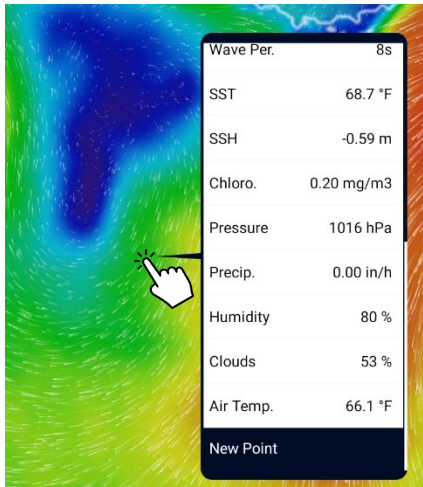 Wave Per. 8s
SST 68.7 °F
SSH -0.59 m
Chloro. 0.20 mg/m3
Pressure 1016 hPa
Precip. 0.00 in/h
Humidity 80 %
Clouds 53 %
Air Temp. 66.1 °F
New Point